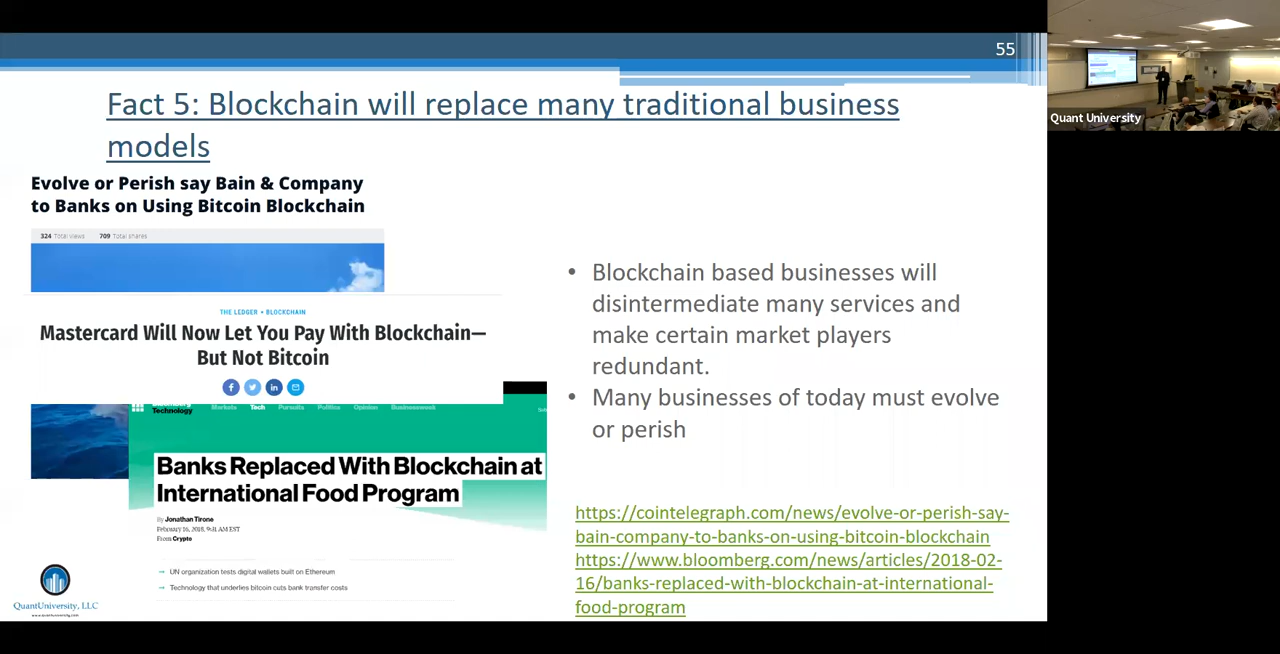 55
Quant University
Fact 5: Blockchain will replace many traditional business
models
Evolve or Perish say Bain & Company
to Banks on Using Bitcoin Blockchain
324 Total views 709 Total shares
THE LEDGER • BLOCKCHAIN
Mastercard Will Now Let You Pay With Blockchain—
But Not Bitcoin
Technology Markets Tech Pursuits Politics Opinion Businessweek
Banks Replaced With Blockchain at
International Food Program
By Jonathan Tirone
February 16, 2018, 9:31 AM EST
From Crypto
→ UN organization tests digital wallets built on Ethereum
→ Technology that underlies bitcoin cuts bank transfer costs
• Blockchain based businesses will
disintermediate many services and
make certain market players
redundant.
• Many businesses of today must evolve
or perish
https://cointelegraph.com/news/evolve-or-perish-say-
bain-company-to-banks-on-using-bitcoin-blockchain
https://www.bloomberg.com/news/articles/2018-02-
16/banks-replaced-with-blockchain-at-international-
food-program
QuantUniversity, LLC
www.quantuniversity.com